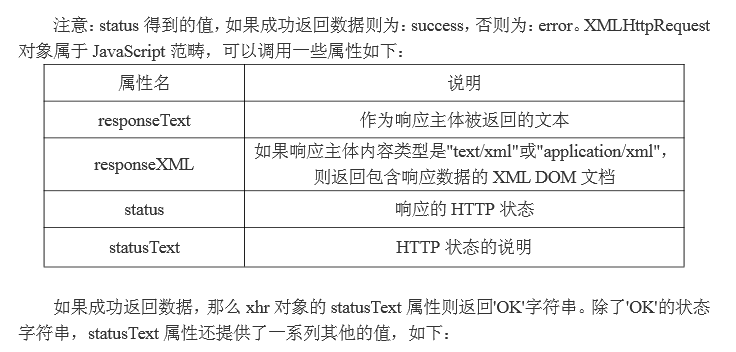 注意：status 得到的值，如果成功返回数据则为：success，否则为：error。XMLHttpRequest
对象属于 JavaScript 范畴，可以调用一些属性如下：
属性名 说明
responseText 作为响应主体被返回的文本
responseXML 如果响应主体内容类型是"text/xml"或"application/xml"，
则返回包含响应数据的 XML DOM 文档
status 响应的 HTTP 状态
statusText HTTP 状态的说明
如果成功返回数据，那么 xhr 对象的 statusText 属性则返回'OK'字符串。除了'OK'的状态
字符串，statusText 属性还提供了一系列其他的值，如下：